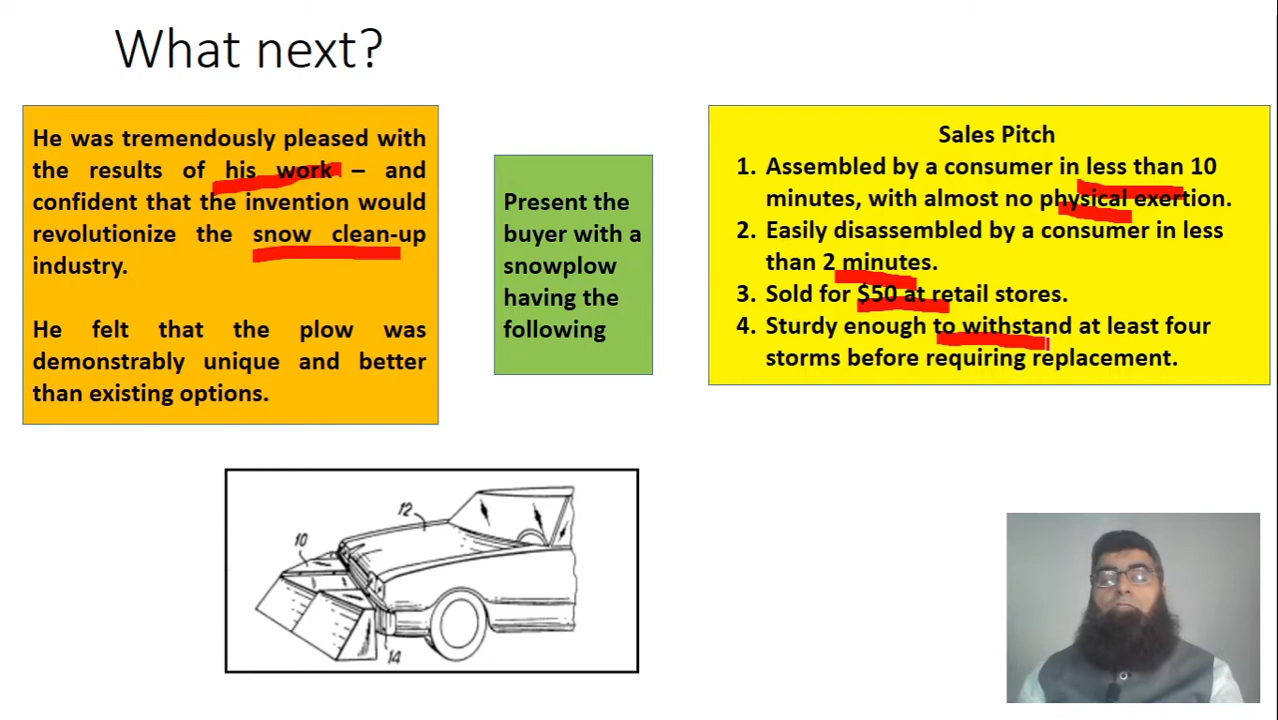 What next?
He was tremendously pleased with
the results of his work – and
confident that the invention would
revolutionize the snow clean-up
industry.
He felt that the plow was
demonstrably unique and better
than existing options.
Present the
buyer with a
snowplow
having the
following
Sales Pitch
1. Assembled by a consumer in less than 10
minutes, with almost no physical exertion.
2. Easily disassembled by a consumer in less
than 2 minutes.
3. Sold for $50 at retail stores.
4. Sturdy enough to withstand at least four
storms before requiring replacement.
12
10
14